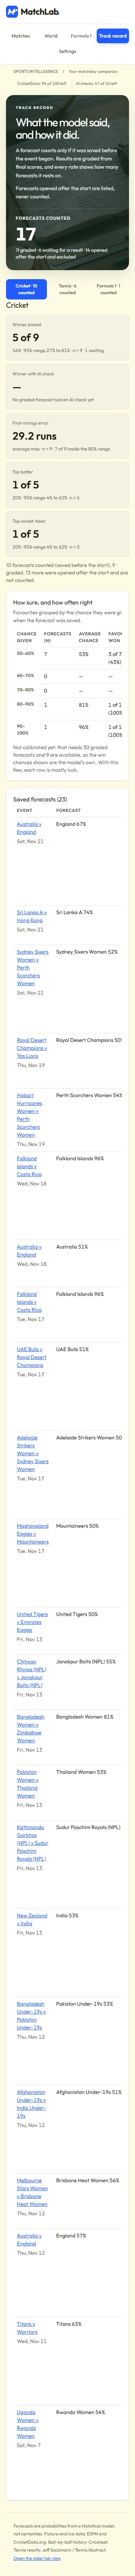 MatchLab.
Matches
World
Formula 1
Track record
Settings
SPORTS INTELLIGENCE / Your matchday companion
CricketData: 94 of 100 left
AI checks: 47 of 50 left
TRACK RECORD
What the model said,
and how it did.
A forecast counts only if it was saved before
the event began. Results are graded from
final scores, and every row stays here however
many forecasts it rests on.
Forecasts opened after the start are listed,
never counted.
FORECASTS COUNTED
17
11 graded · 6 waiting for a result · 14 opened
after the start and excluded
Cricket · 10
counted
Tennis · 6
counted
Formula 1 · 1
counted
Cricket
Winner picked
5 of 9
56% · 95% range 27% to 81% · n = 9 · 1 waiting
Winner with AI check
—
No graded forecast had an AI check yet
First-innings error
29.2 runs
average miss · n = 9 · 7 of 9 inside the 80% range
Top batter
1 of 5
20% · 95% range 4% to 62% · n = 5
Top wicket-taker
1 of 5
20% · 95% range 4% to 62% · n = 5
10 forecasts counted (saved before the start), 9
graded. 13 more were opened after the start and
not counted.
How sure, and how often right
Favourites grouped by the chance they were given.
CHANCE GIVEN
FORECASTS (N)
AVERAGE CHANCE
WON
50–60%
7
53%
3 of 7 (43%)
60–70%
0
—
—
70–80%
0
—
—
80–90%
1
81%
1 of 1
90–100%
1
96%
1 of 1
Not calibrated yet: that needs 30 graded
forecasts and 9 are available, so the win
chances shown are the model's own. With this
few, each row is mostly luck.
Saved forecasts (23)
EVENT
FORECAST
Australia v England
England 67%
Sat, Nov 21
Sri Lanka A v Hong Kong
Sri Lanka A 74%
Sat, Nov 21
Sydney Sixers Women v Perth Scorchers Women
Sydney Sixers Women 52%
Sat, Nov 21
Royal Deccan Champions v Yas Lions
Thu, Nov 19
Hobart Hurricanes Women v Perth Scorchers Women
Perth Scorchers Women 54%
Thu, Nov 19
Falkland Islands v Costa Rica
Falkland Islands 96%
Wed, Nov 18
Australia v England
Australia 51%
Wed, Nov 18
Falkland Islands v Costa Rica
Falkland Islands 96%
Tue, Nov 17
UAE Bulls v Royal Deccan Champions
UAE Bulls 51%
Tue, Nov 17
Adelaide Strikers Women v Sydney Sixers Women
Adelaide Strikers Women 50
Tue, Nov 17
Mashonaland Eagles v Mountaineers
Mountaineers 50%
Tue, Nov 17
United Tigers v Emirates Eagles
United Tigers 50%
Fri, Nov 13
Chitwan Rhinos (NPL) v Janakpur Bolts (NPL)
Janakpur Bolts (NPL) 55%
Fri, Nov 13
Bangladesh Women v Zimbabwe Women
Bangladesh Women 81%
Fri, Nov 13
Pakistan Women v Thailand Women
Thailand Women 53%
Fri, Nov 13
Kathmandu Gorkhas (NPL) v Sudur Paschim Royals (NPL)
Sudur Paschim Royals (NPL)
Fri, Nov 13
New Zealand v India
India 53%
Fri, Nov 13
Bangladesh Under-19s v Pakistan Under-19s
Pakistan Under-19s 53%
Thu, Nov 12
Afghanistan Under-19s v India Under-19s
Afghanistan Under-19s 51%
Thu, Nov 12
Melbourne Stars Women v Brisbane Heat Women
Brisbane Heat Women 56%
Thu, Nov 12
Australia v England
England 57%
Thu, Nov 12
Titans v Warriors
Titans 63%
Wed, Nov 11
Uganda Women v Rwanda Women
Rwanda Women 54%
Sat, Nov 7
Forecasts are probabilities from a statistical model,
not certainties. Fixture and live data: ESPN and
CricketData.org. Ball-by-ball history: Cricsheet.
Tennis results: Jeff Sackmann / Tennis Abstract.
Open the older lab view